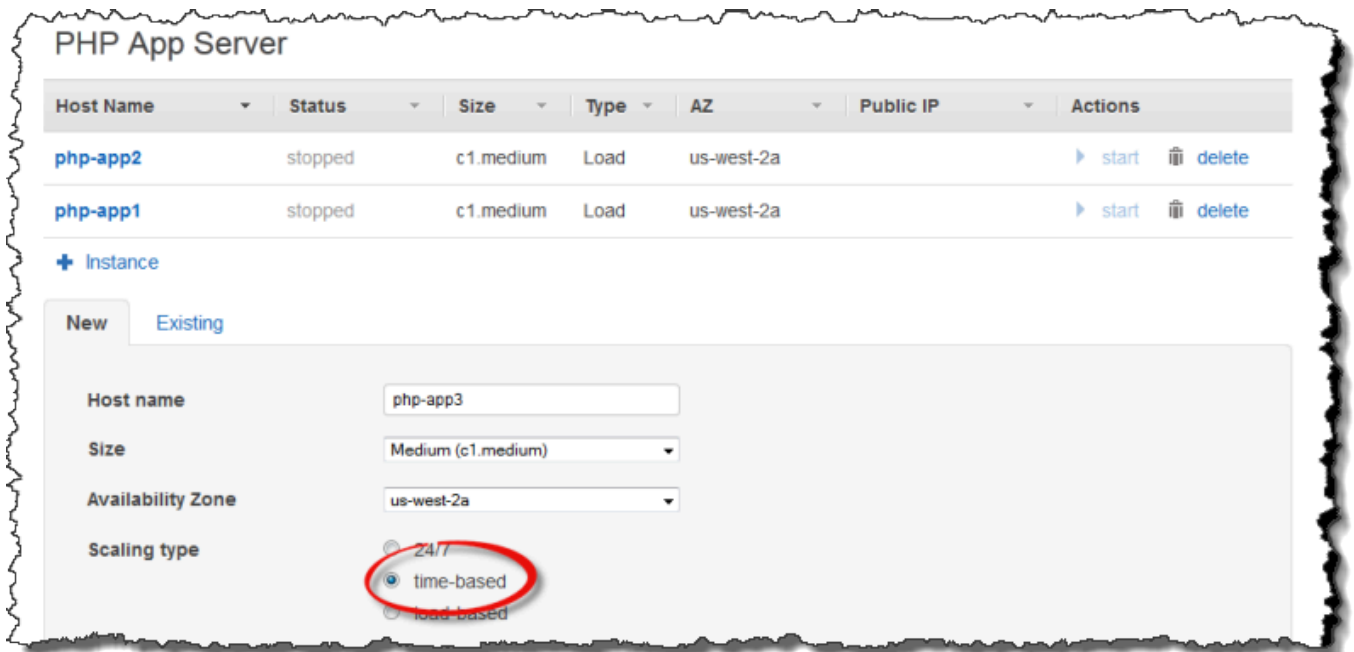 PHP App Server
Host Name Status Size Type AZ Public IP Actions
php-app2 stopped c1.medium Load us-west-2a start delete
php-app1 stopped c1.medium Load us-west-2a start delete
Instance
New Existing
Host name php-app3
Size Medium (c1.medium)
Availability Zone us-west-2a
Scaling type 24/7
time-based
load-based